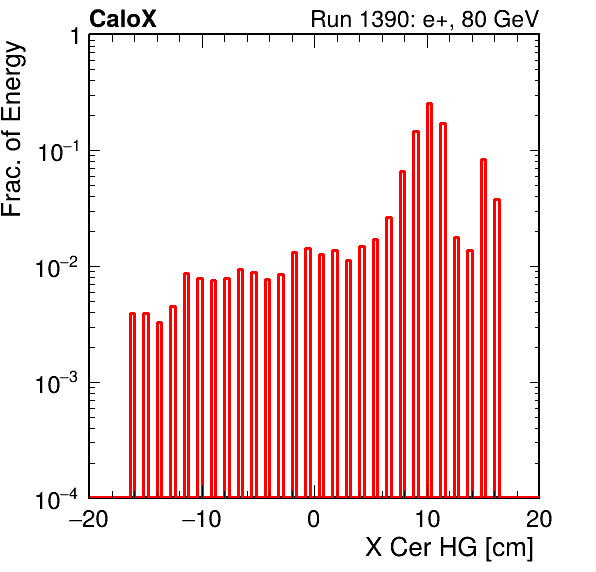 CaloX Run 1390: e+, 80 GeV
Frac. of Energy
1
10⁻¹
10⁻²
10⁻³
10⁻⁴
−20 −10 0 10 20
X Cer HG [cm]